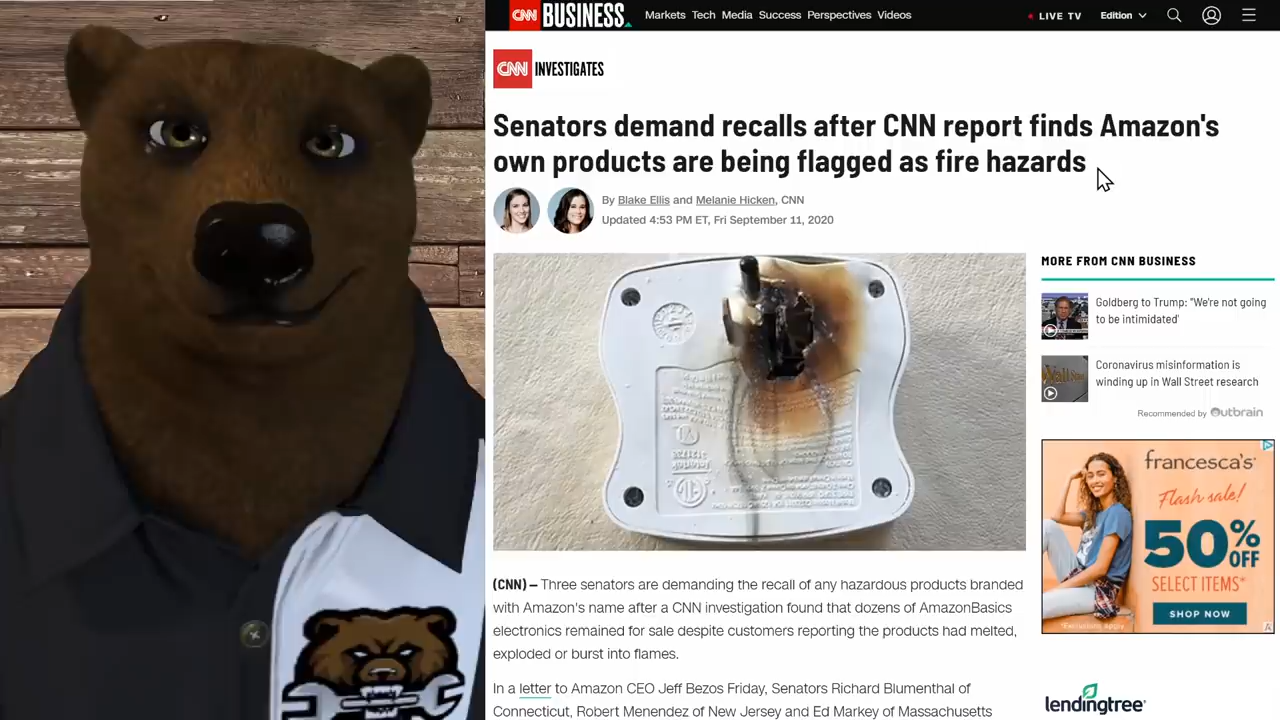 CNN BUSINESS
Markets Tech Media Success Perspectives Videos
LIVE TV
Edition
CNN INVESTIGATES
Senators demand recalls after CNN report finds Amazon's
own products are being flagged as fire hazards
By Blake Ellis and Melanie Hicken, CNN
Updated 4:53 PM ET, Fri September 11, 2020
(CNN) – Three senators are demanding the recall of any hazardous products branded
with Amazon's name after a CNN investigation found that dozens of AmazonBasics
electronics remained for sale despite customers reporting the products had melted,
exploded or burst into flames.
In a letter to Amazon CEO Jeff Bezos Friday, Senators Richard Blumenthal of
Connecticut, Robert Menendez of New Jersey and Ed Markey of Massachusetts
MORE FROM CNN BUSINESS
Goldberg to Trump: "We're not going
to be intimidated'
Coronavirus misinformation is
winding up in Wall Street research
Recommended by Outbrain
francesca's
Flash sale!
50% OFF
SELECT ITEMS*
SHOP NOW
*Exclusions apply
lendingtree